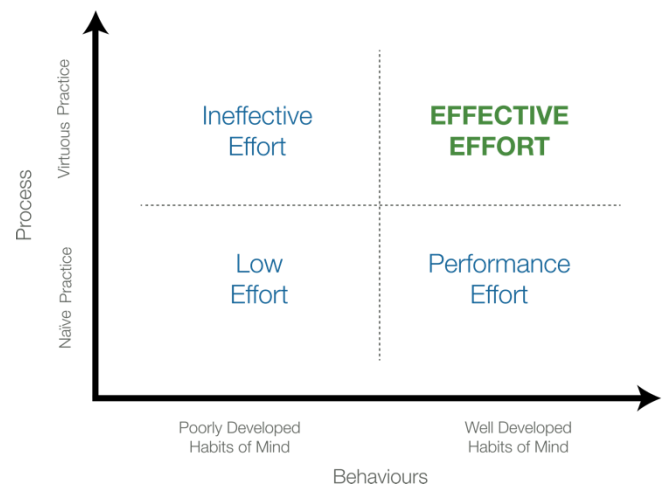 Process
Virtuous Practice
Naïve Practice
Ineffective
Effort
EFFECTIVE
EFFORT
Low
Effort
Performance
Effort
Poorly Developed
Habits of Mind
Well Developed
Habits of Mind
Behaviours